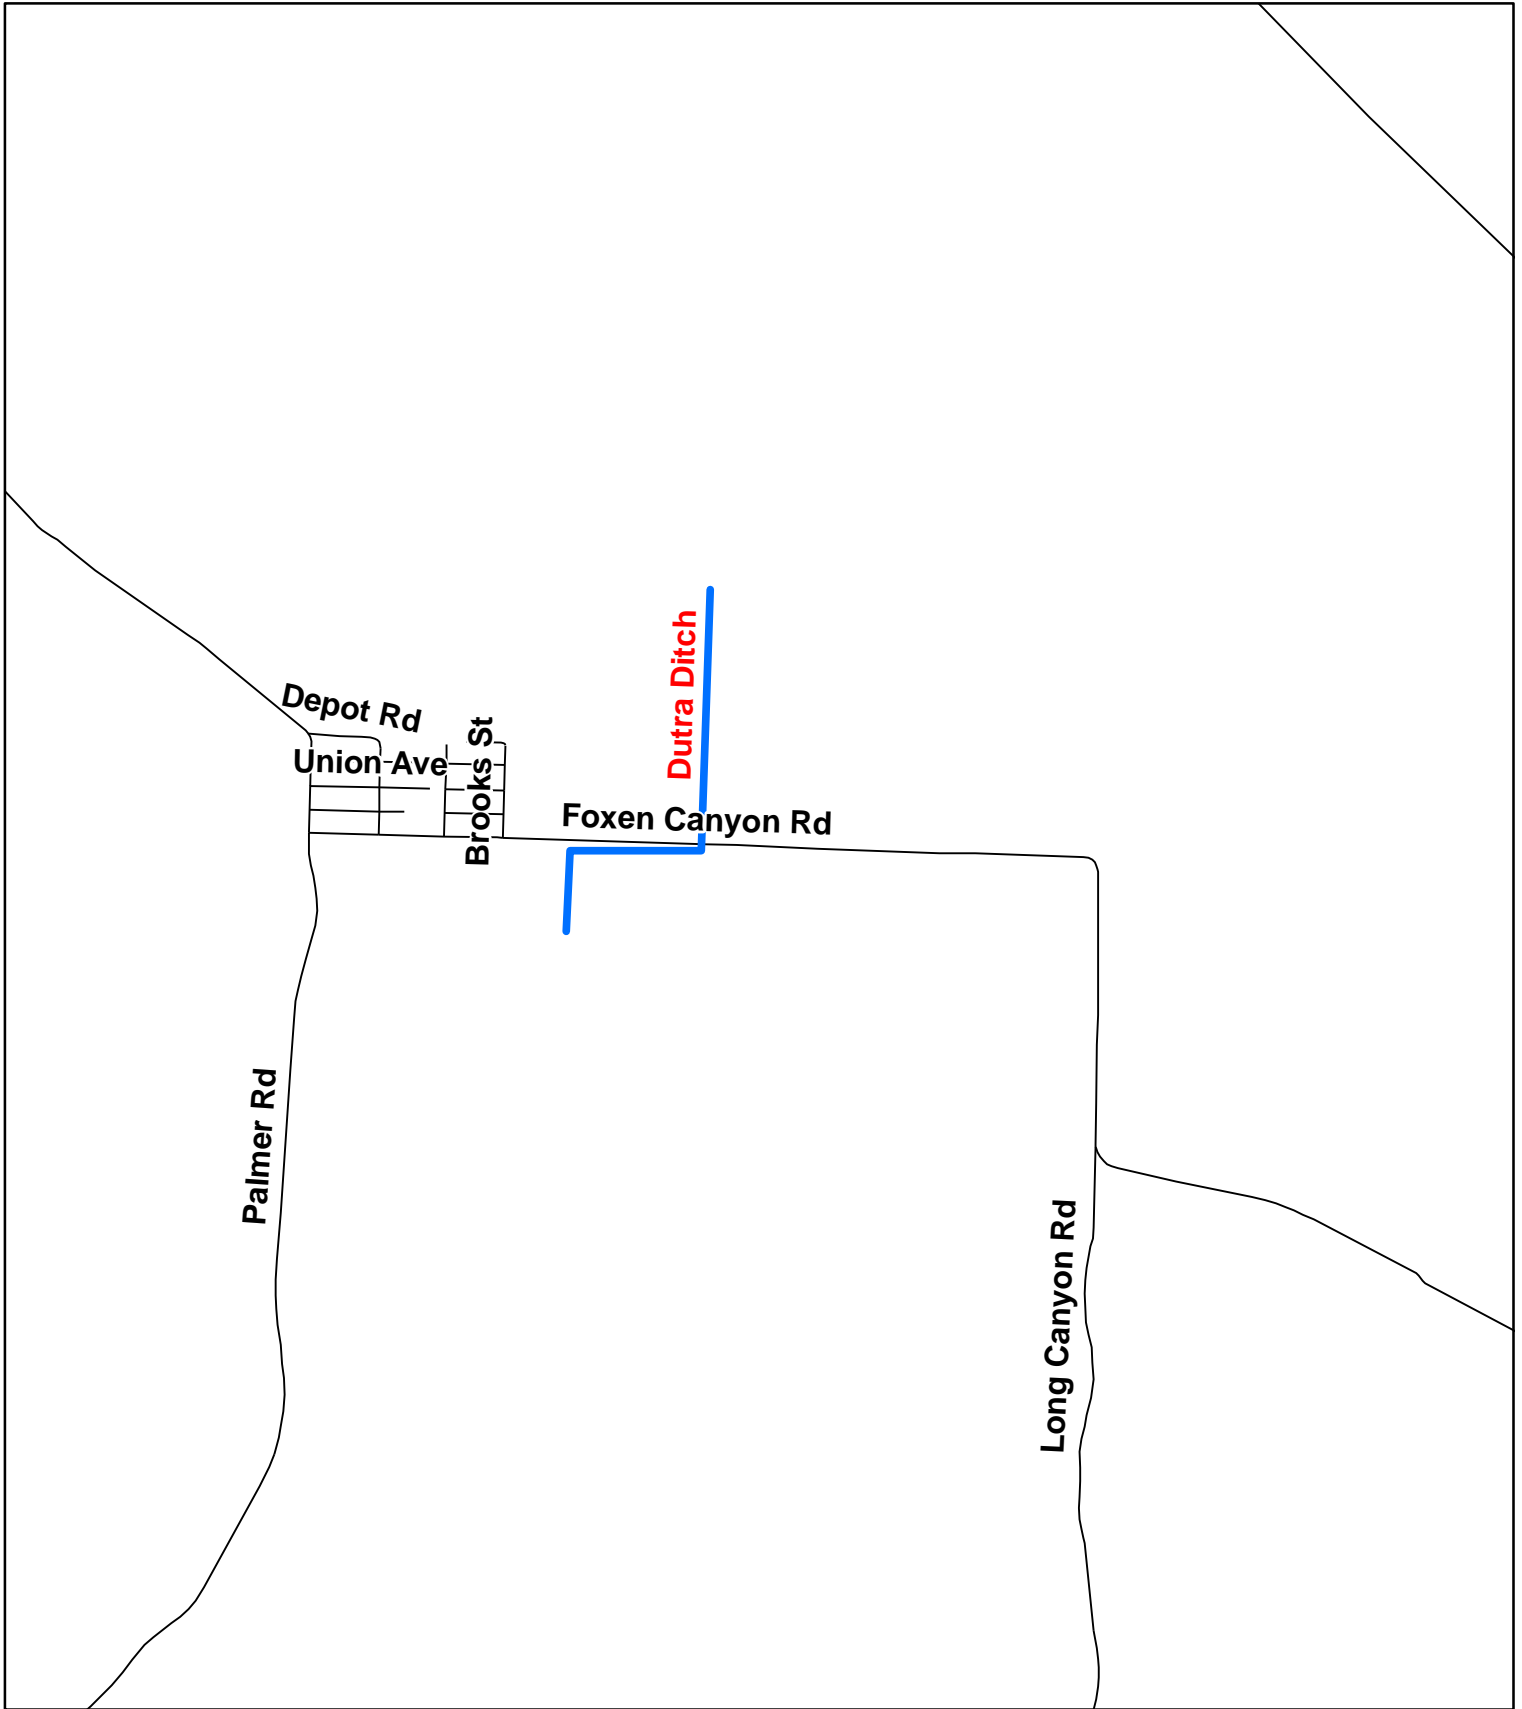 Depot Rd
Union Ave
Brooks St
Dutra Ditch
Foxen Canyon Rd
Palmer Rd
Long Canyon Rd